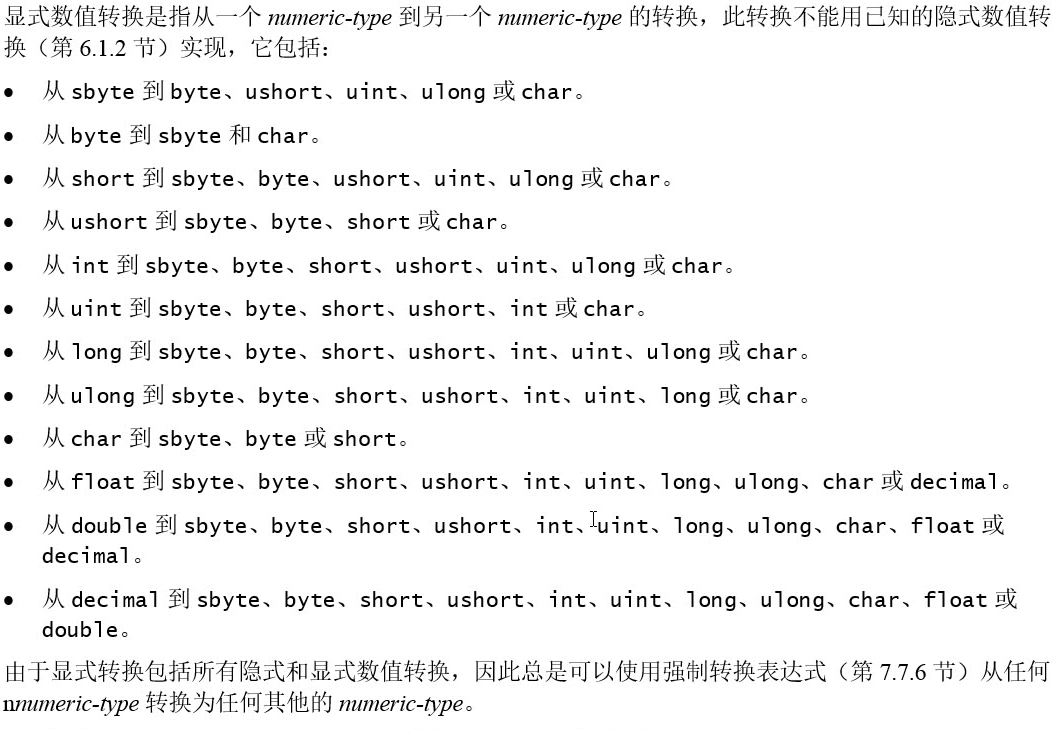 显式数值转换是指从一个 numeric-type 到另一个 numeric-type 的转换，此转换不能用已知的隐式数值转
换（第 6.1.2 节）实现，它包括：
● 从 sbyte 到 byte、ushort、uint、ulong 或 char。
● 从 byte 到 sbyte 和 char。
● 从 short 到 sbyte、byte、ushort、uint、ulong 或 char。
● 从 ushort 到 sbyte、byte、short 或 char。
● 从 int 到 sbyte、byte、short、ushort、uint、ulong 或 char。
● 从 uint 到 sbyte、byte、short、ushort、int 或 char。
● 从 long 到 sbyte、byte、short、ushort、int、uint、ulong 或 char。
● 从 ulong 到 sbyte、byte、short、ushort、int、uint、long 或 char。
● 从 char 到 sbyte、byte 或 short。
● 从 float 到 sbyte、byte、short、ushort、int、uint、long、ulong、char 或 decimal。
● 从 double 到 sbyte、byte、short、ushort、int、uint、long、ulong、char、float 或
decimal。
● 从 decimal 到 sbyte、byte、short、ushort、int、uint、long、ulong、char、float 或
double。
由于显式转换包括所有隐式和显式数值转换，因此总是可以使用强制转换表达式（第 7.7.6 节）从任何
nnumeric-type 转换为任何其他的 numeric-type。